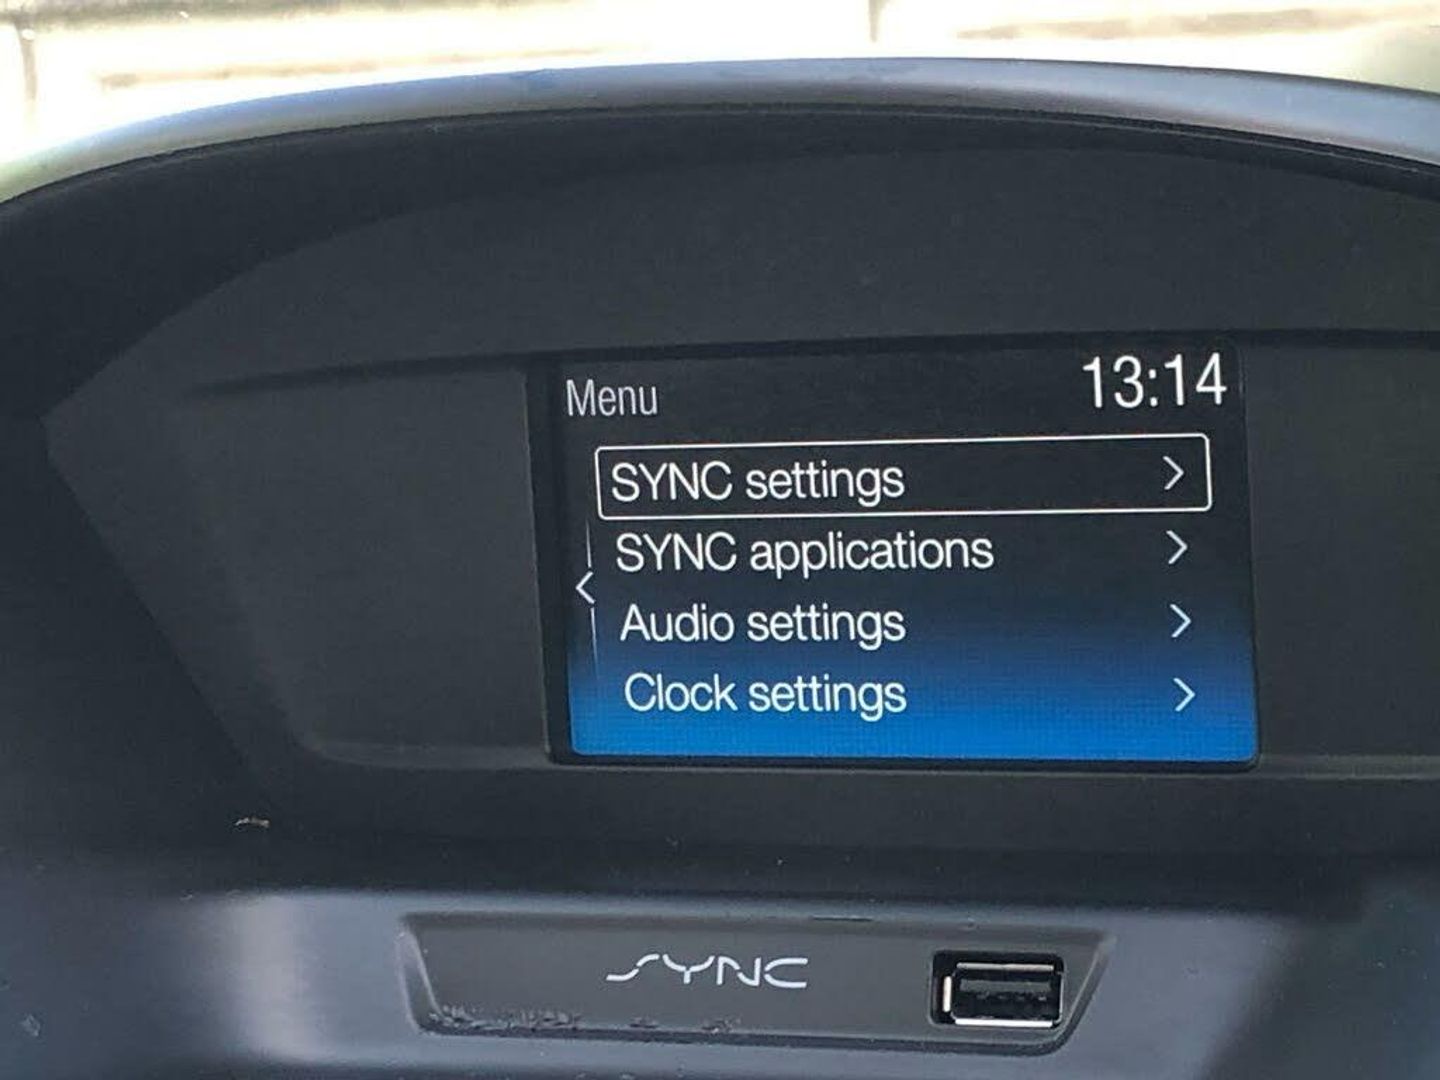 Menu 13:14
SYNC settings
SYNC applications
Audio settings
Clock settings
SYNC